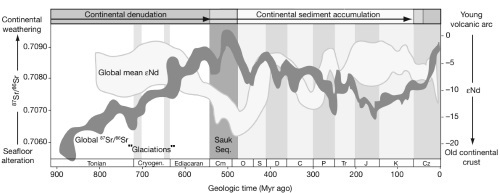 Continental denudation
Continental sediment accumulation
Continental weathering
Young volcanic arc
0.7090
0.7080
0.7070
0.7060
87Sr/86Sr
Seafloor alteration
Global mean εNd
Global 87Sr/86Sr
"Glaciations"
Sauk Seq.
0
−5
−10
−15
−20
εNd
Old continental crust
Tonian
Cryogen.
Ediacaran
Cm
O
S
D
C
P
Tr
J
K
Cz
900
800
700
600
500
400
300
200
100
0
Geologic time (Myr ago)